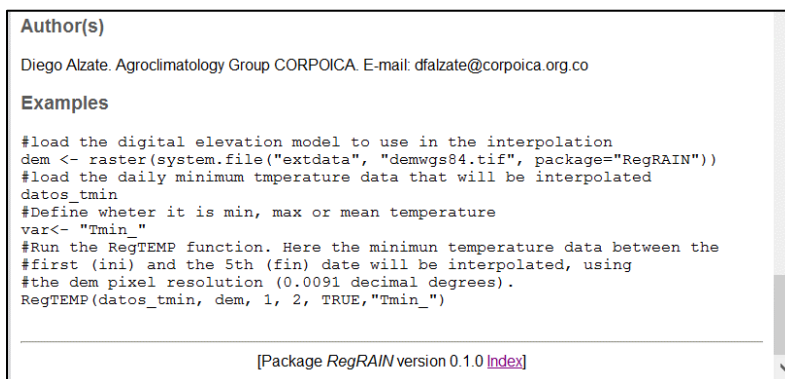 Author(s)
Diego Alzate. Agroclimatology Group CORPOICA. E-mail: dfalzate@corpoica.org.co
Examples
#load the digital elevation model to use in the interpolation
dem <- raster(system.file("extdata", "demwgs84.tif", package="RegRAIN"))
#load the daily minimum tmperature data that will be interpolated
datos_tmin
#Define wheter it is min, max or mean temperature
var<- "Tmin_"
#Run the RegTEMP function. Here the minimun temperature data between the
#first (ini) and the 5th (fin) date will be interpolated, using
#the dem pixel resolution (0.0091 decimal degrees).
RegTEMP(datos_tmin, dem, 1, 2, TRUE,"Tmin_")
[Package RegRAIN version 0.1.0 Index]